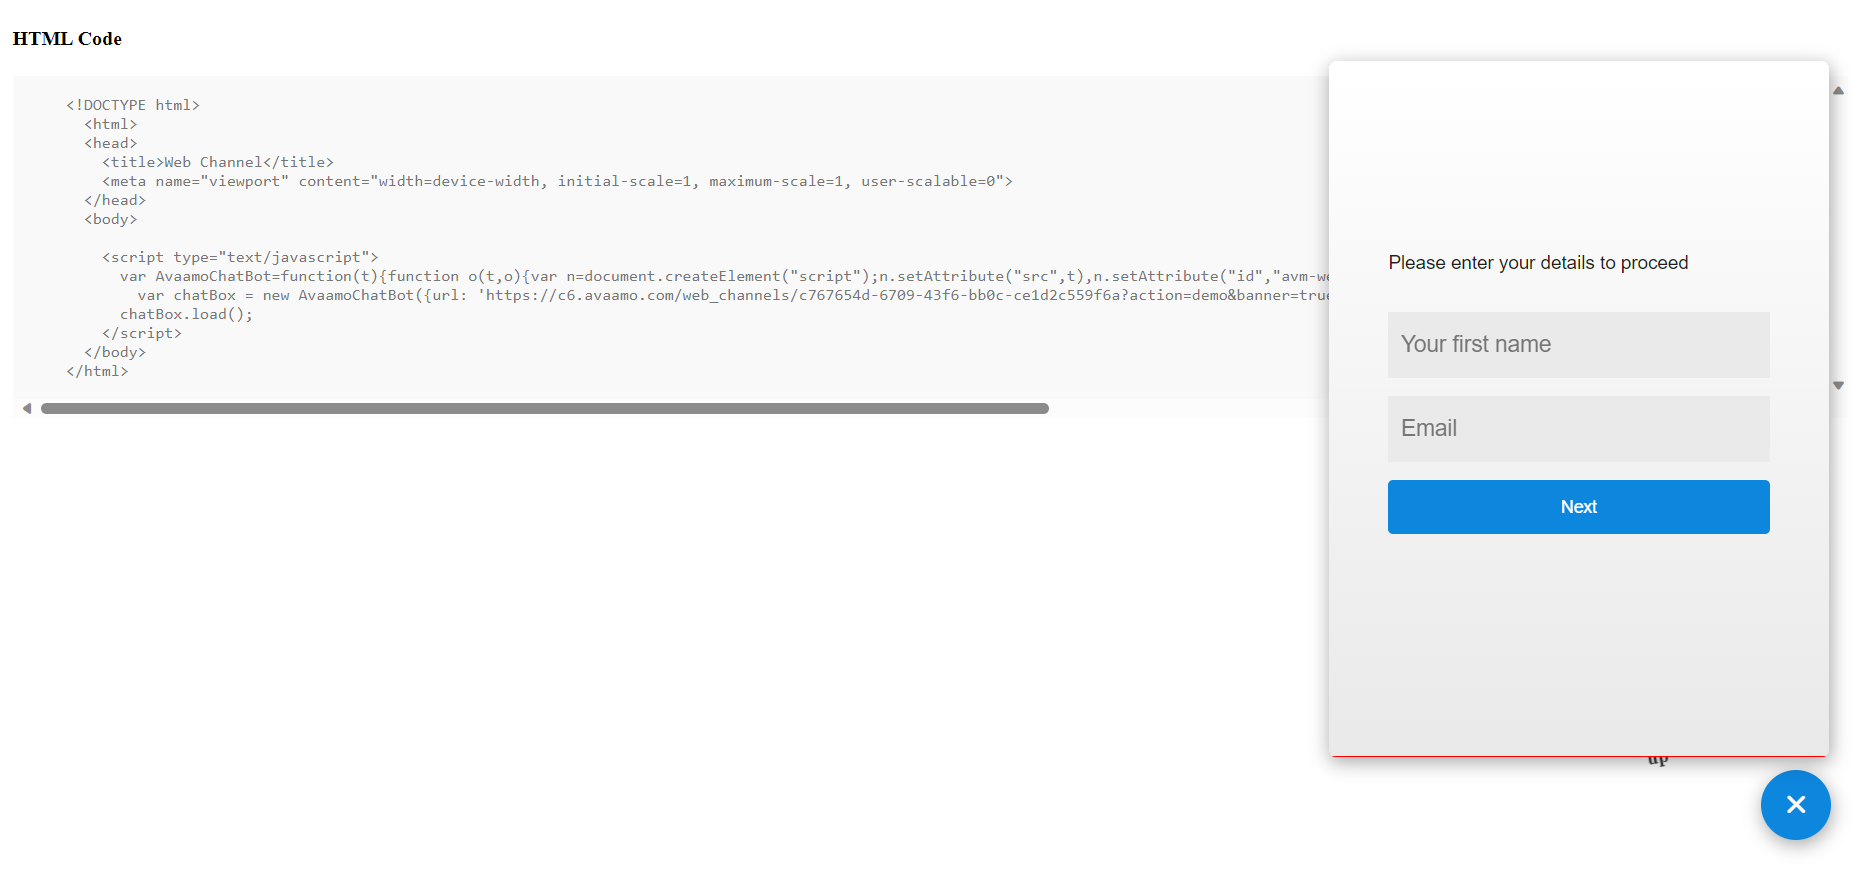 HTML Code
<!DOCTYPE html>
<html>
<head>
<title>Web Channel</title>
<meta name="viewport" content="width=device-width, initial-scale=1, maximum-scale=1, user-scalable=0">
</head>
<body>
<script type="text/javascript">
var AvaamoChatBot=function(t){function o(t,o){var n=document.createElement("script");n.setAttribute("src",t),n.setAttribute("id","avm-we
var chatBox = new AvaamoChatBot({url: 'https://c6.avaamo.com/web_channels/c767654d-6709-43f6-bb0c-ce1d2c559f6a?action=demo&banner=true
chatBox.load();
</script>
</body>
</html>
Please enter your details to proceed
Your first name
Email
Next
up